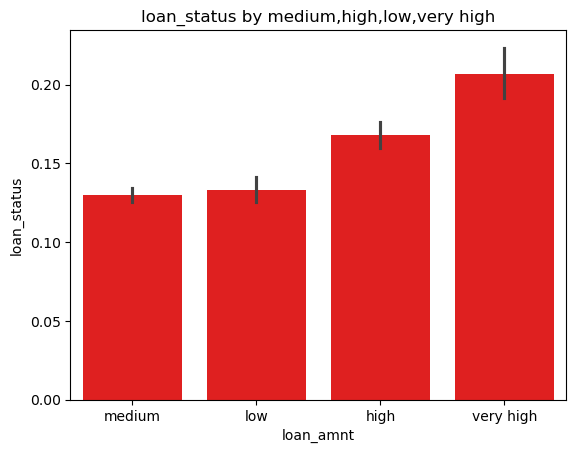 loan_status by medium,high,low,very high
loan_status
0.20
0.15
0.10
0.05
0.00
medium low high very high
loan_amnt